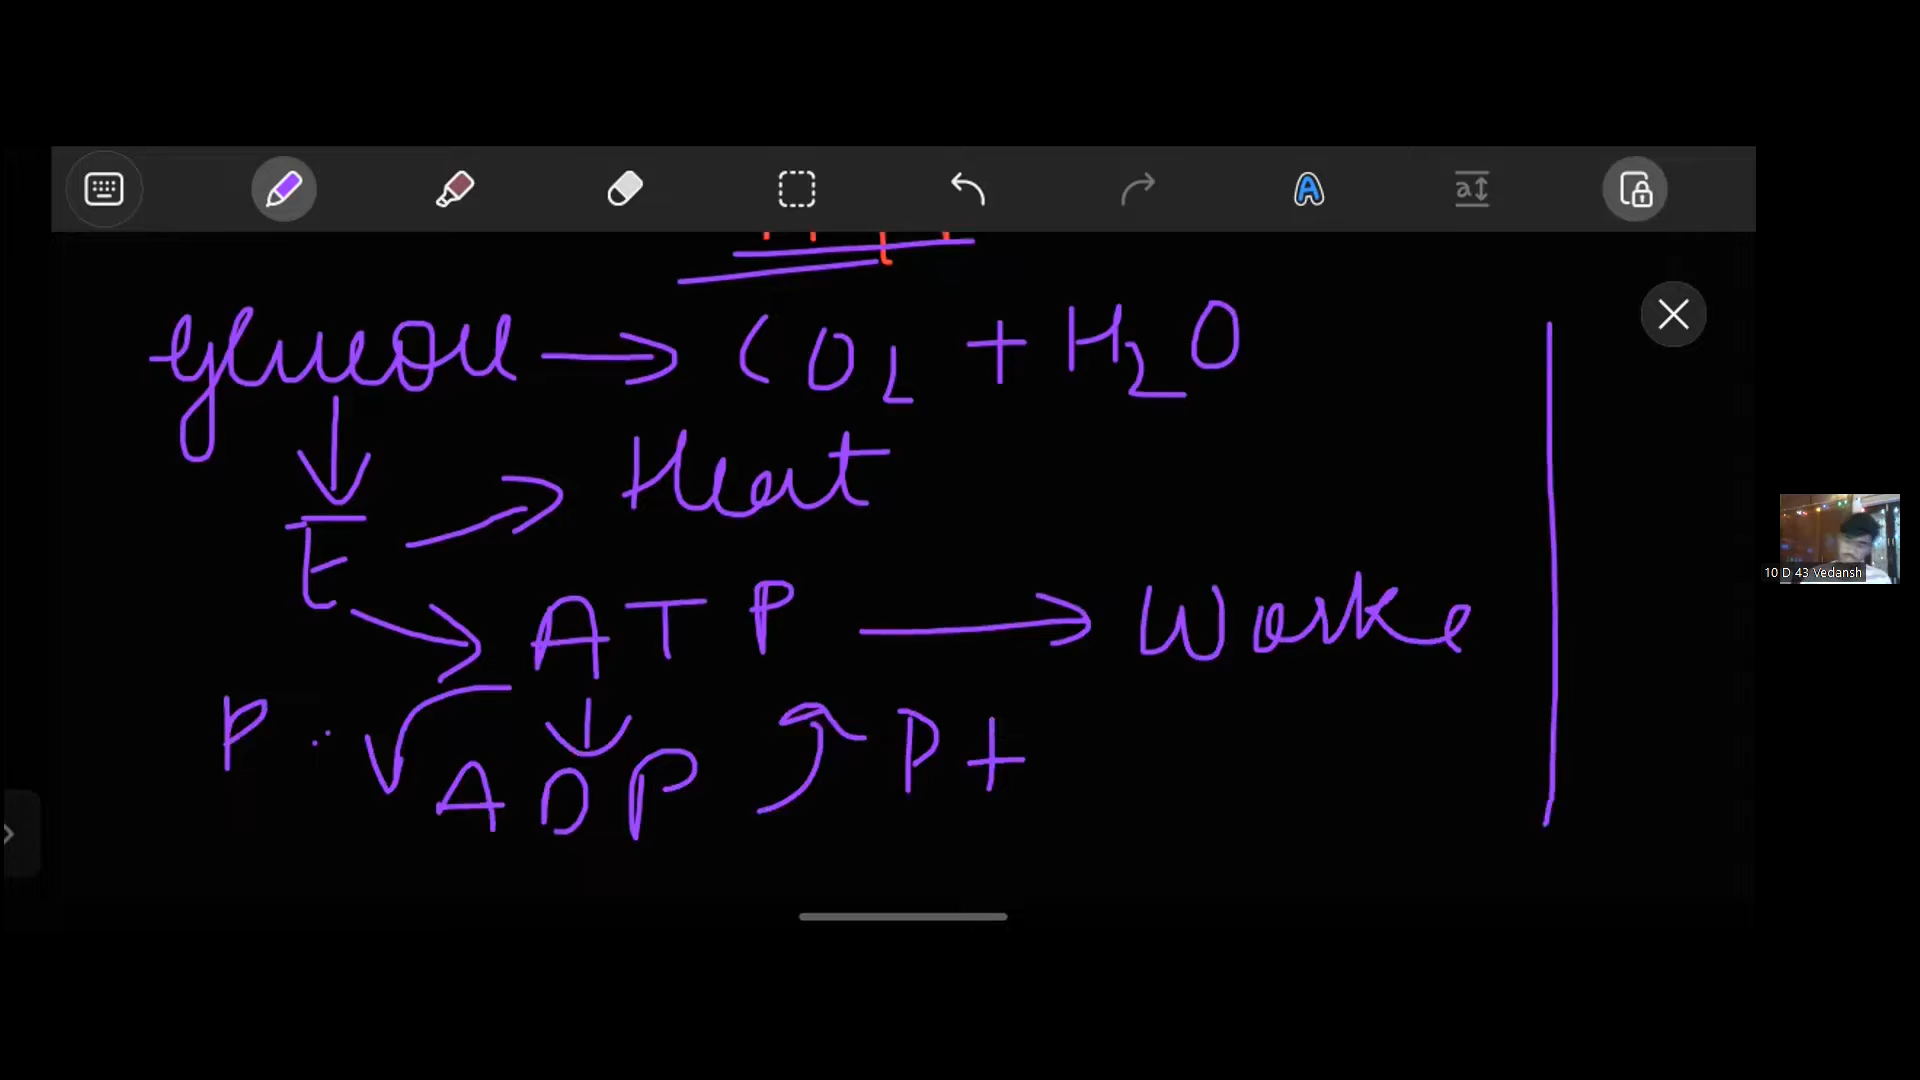 glucose → CO2 + H2O
↓
E → Heat
→ ATP → Work
P ADP P+
10 D 43 Vedansh